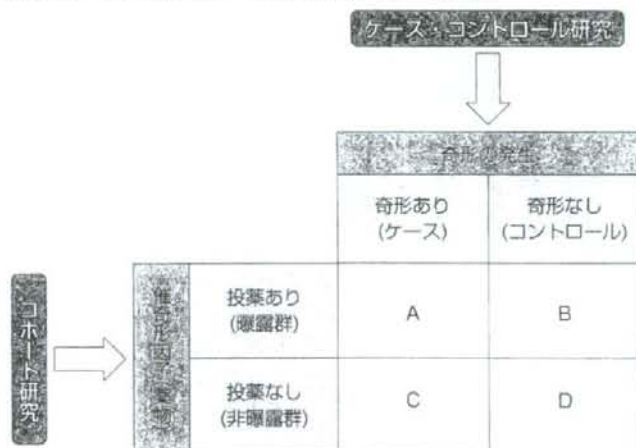 ケース・コントロール研究
奇形の発生
奇形あり
(ケース)
奇形なし
(コントロール)
コホート研究
催奇形因子(薬物)
投薬あり
(曝露群)
A
B
投薬なし
(非曝露群)
C
D